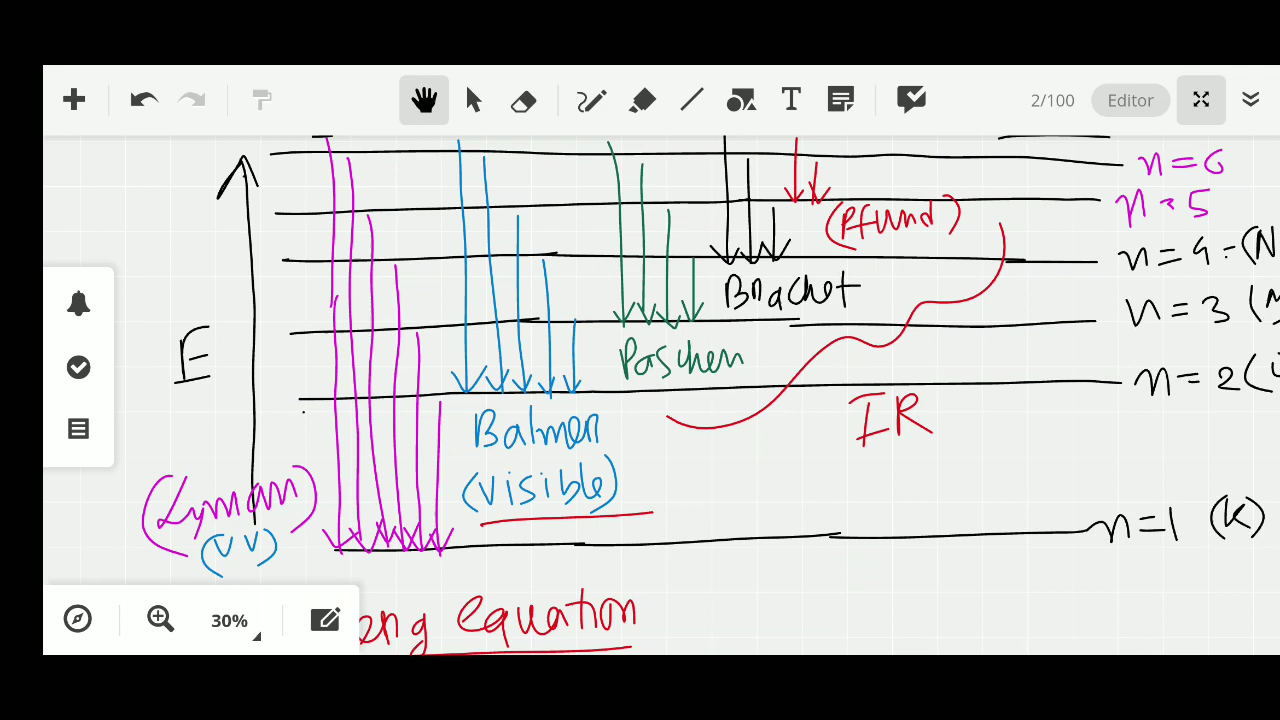 2/100 Editor
n=6
n=5
(Pfund)
n=4-(N
Brachet
n=3 (M
Paschen
E
n=2(L
IR
Balmer
(visible)
(Lyman)
(UV)
n=1 (K)
30%
eng equation